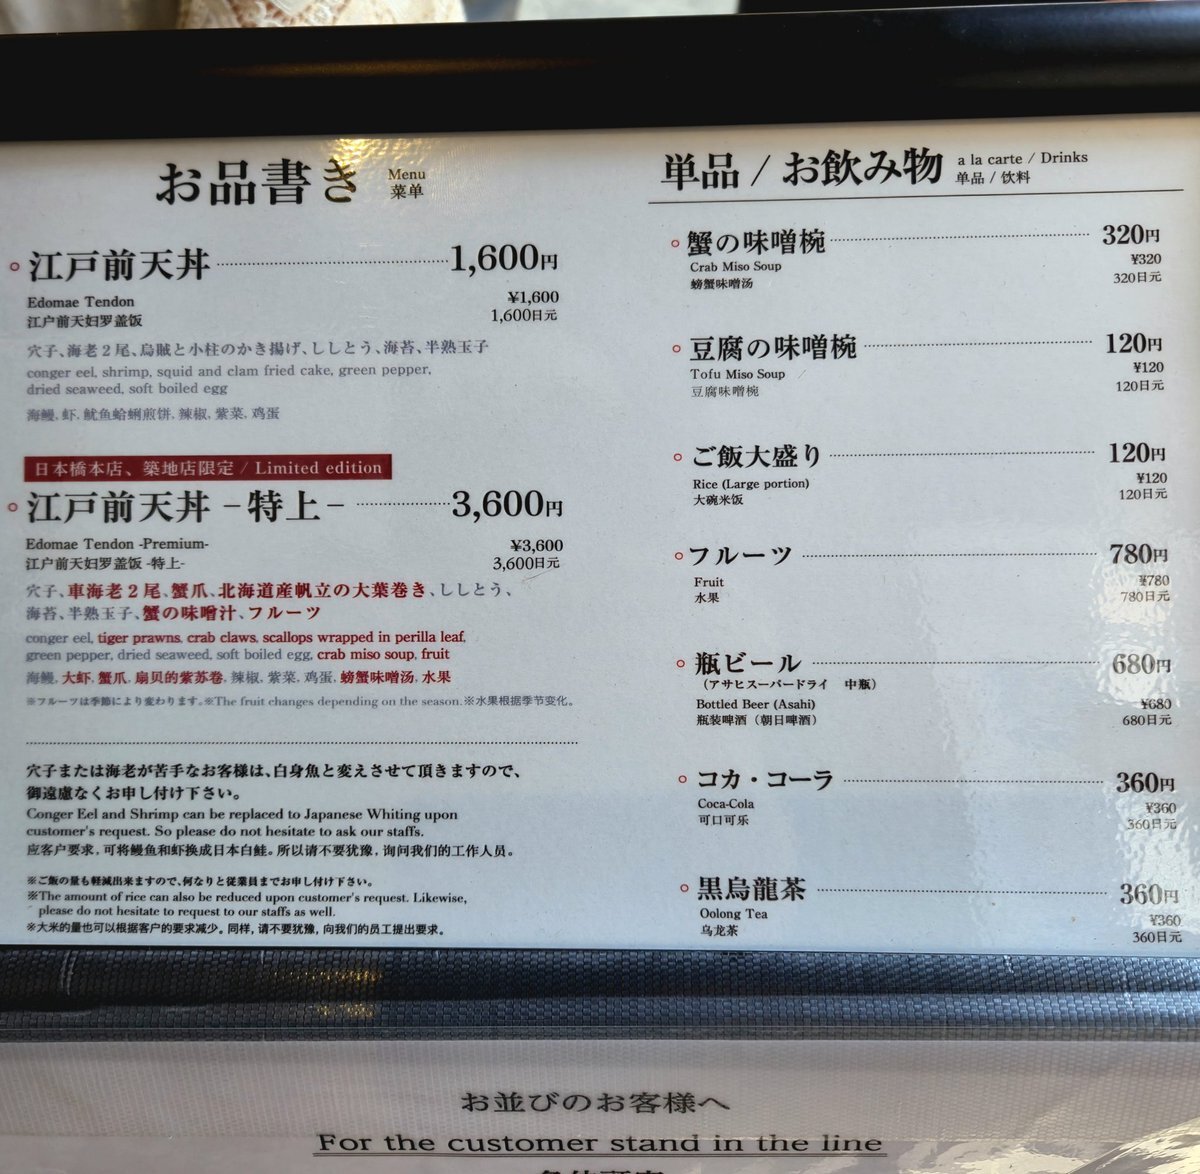 お品書き Menu
菜单
江戸前天丼 1,600円
Edomae Tendon ¥1,600
江户前天妇罗盖饭 1,600日元
穴子、海老2尾、烏賊と小柱のかき揚げ、ししとう、海苔、半熟玉子
conger eel, shrimp, squid and clam fried cake, green pepper,
dried seaweed, soft boiled egg
海鳗, 虾, 鱿鱼蛤蜊煎饼, 辣椒, 紫菜, 鸡蛋
日本橋本店、築地店限定 / Limited edition
江戸前天丼 －特上－ 3,600円
Edomae Tendon -Premium- ¥3,600
江户前天妇罗盖饭 -特上- 3,600日元
穴子、車海老2尾、蟹爪、北海道産帆立の大葉巻き、ししとう、
海苔、半熟玉子、蟹の味噌汁、フルーツ
conger eel, tiger prawns, crab claws, scallops wrapped in perilla leaf,
green pepper, dried seaweed, soft boiled egg, crab miso soup, fruit
海鳗, 大虾, 蟹爪, 扇贝的紫苏卷, 辣椒, 紫菜, 鸡蛋, 螃蟹味噌汤, 水果
※フルーツは季節により変わります。※The fruit changes depending on the season.※水果根据季节变化。
穴子または海老が苦手なお客様は、白身魚と変えさせて頂きますので、
御遠慮なくお申し付け下さい。
Conger Eel and Shrimp can be replaced to Japanese Whiting upon
customer's request. So please do not hesitate to ask our staffs.
应客户要求, 可将鳗鱼和虾换成日本白鲑。所以请不要犹豫, 询问我们的工作人员。
※ご飯の量も軽減出来ますので、何なりと従業員までお申し付け下さい。
※The amount of rice can also be reduced upon customer's request. Likewise,
please do not hesitate to request to our staffs as well.
※大米的量也可以根据客户的要求减少。同样, 请不要犹豫, 向我们的员工提出要求。
単品 / お飲み物 a la carte / Drinks
单品 / 饮料
蟹の味噌椀 320円
Crab Miso Soup ¥320
螃蟹味噌汤 320日元
豆腐の味噌椀 120円
Tofu Miso Soup ¥120
豆腐味噌椀 120日元
ご飯大盛り 120円
Rice (Large portion) ¥120
大碗米饭 120日元
フルーツ 780円
Fruit ¥780
水果 780日元
瓶ビール 680円
（アサヒスーパードライ 中瓶）
Bottled Beer (Asahi) ¥680
瓶装啤酒（朝日啤酒） 680日元
コカ・コーラ 360円
Coca-Cola ¥360
可口可乐 360日元
黒烏龍茶 360円
Oolong Tea ¥360
乌龙茶 360日元
お並びのお客様へ
For the customer stand in the line